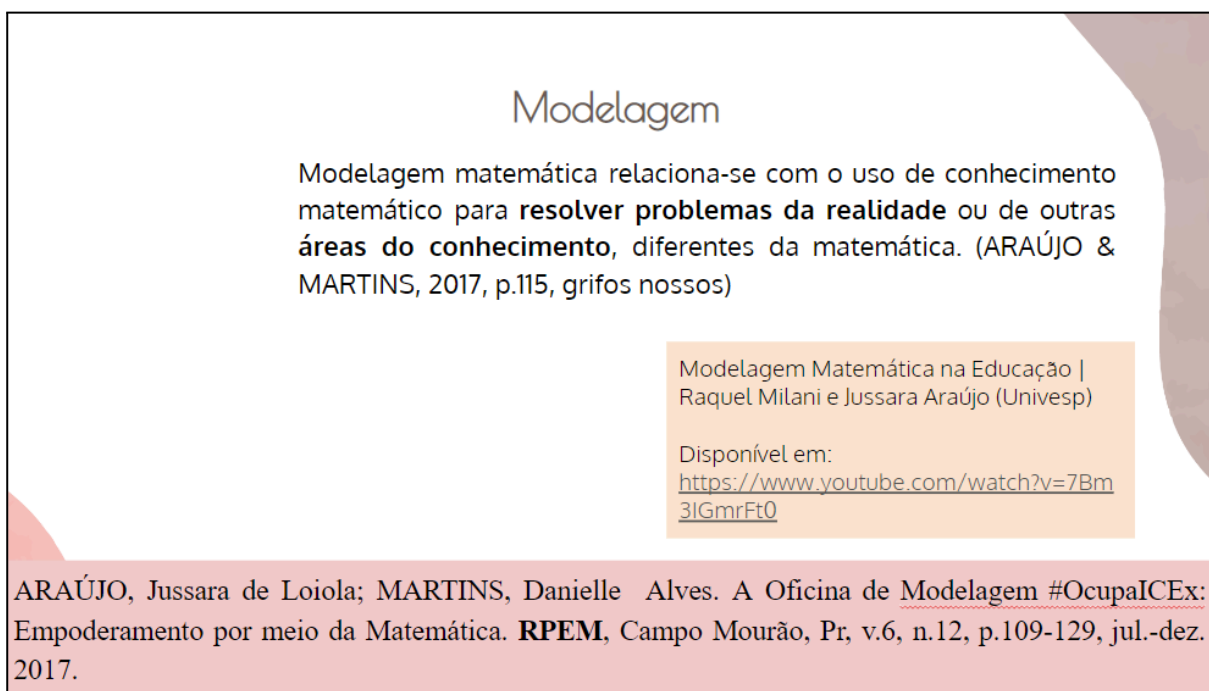 Modelagem
Modelagem matemática relaciona-se com o uso de conhecimento
matemático para resolver problemas da realidade ou de outras
áreas do conhecimento, diferentes da matemática. (ARAÚJO &
MARTINS, 2017, p.115, grifos nossos)
Modelagem Matemática na Educação |
Raquel Milani e Jussara Araújo (Univesp)
Disponível em:
https://www.youtube.com/watch?v=7Bm
3IGmrFt0
ARAÚJO, Jussara de Loiola; MARTINS, Danielle Alves. A Oficina de Modelagem #OcupaICEx:
Empoderamento por meio da Matemática. RPEM, Campo Mourão, Pr, v.6, n.12, p.109-129, jul.-dez.
2017.